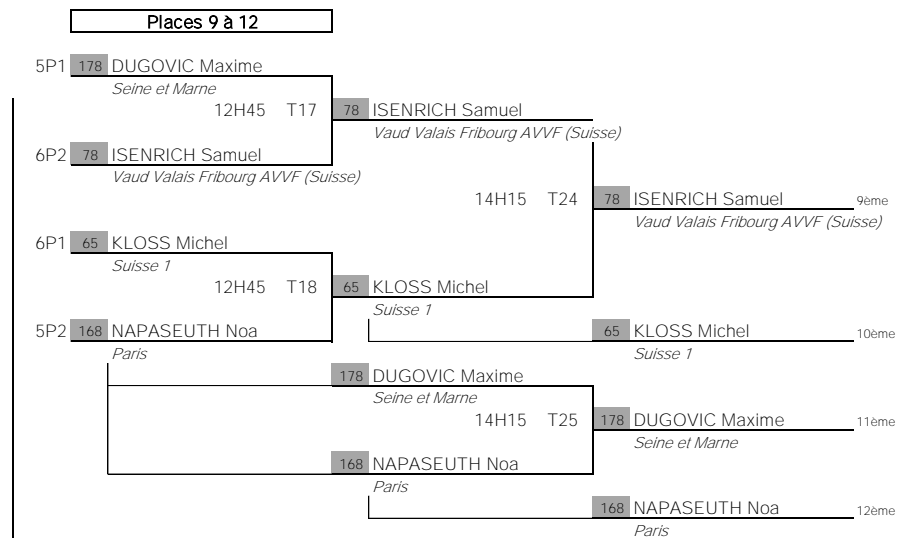 Places 9 à 12
5P1 178 DUGOVIC Maxime
Seine et Marne
12H45 T17 78 ISENRICH Samuel
Vaud Valais Fribourg AVVF (Suisse)
6P2 78 ISENRICH Samuel
Vaud Valais Fribourg AVVF (Suisse)
14H15 T24 78 ISENRICH Samuel 9ème
Vaud Valais Fribourg AVVF (Suisse)
6P1 65 KLOSS Michel
Suisse 1
12H45 T18 65 KLOSS Michel
Suisse 1
5P2 168 NAPASEUTH Noa 65 KLOSS Michel 10ème
Paris Suisse 1
178 DUGOVIC Maxime
Seine et Marne
14H15 T25 178 DUGOVIC Maxime 11ème
Seine et Marne
168 NAPASEUTH Noa
Paris
168 NAPASEUTH Noa 12ème
Paris